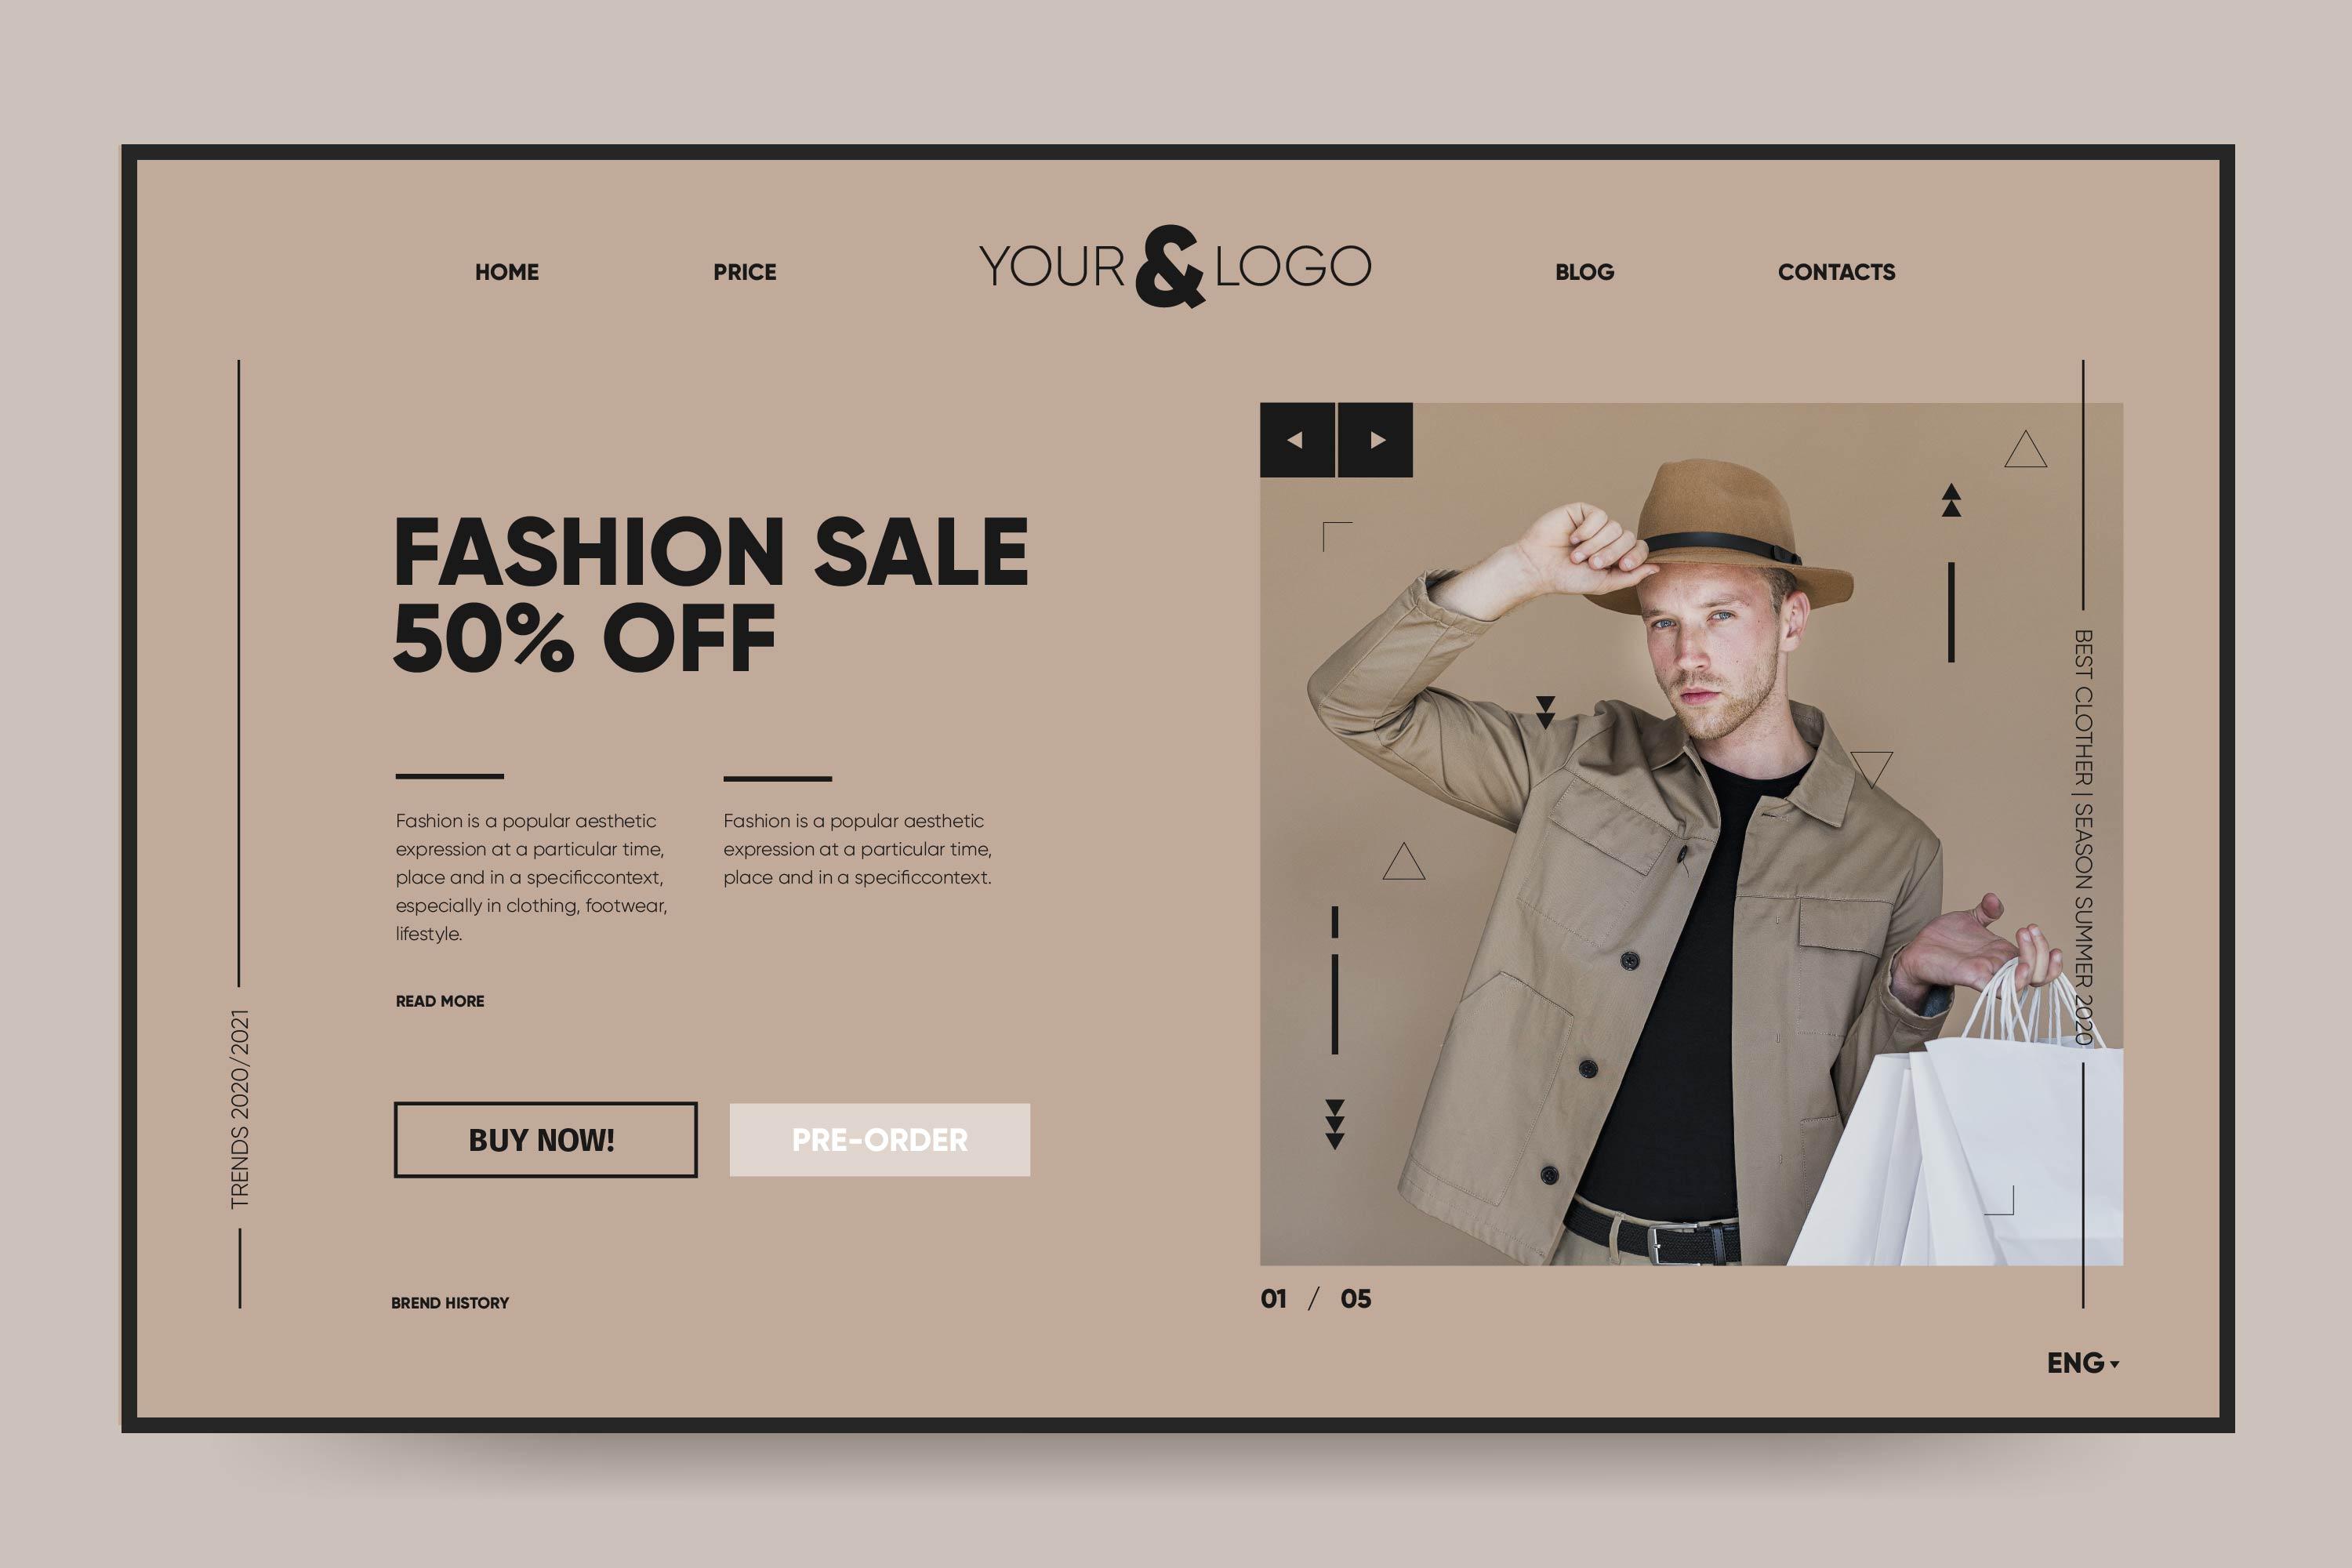 HOME
PRICE
YOUR & LOGO
BLOG
CONTACTS
FASHION SALE
50% OFF
Fashion is a popular aesthetic
expression at a particular time,
place and in a specificcontext,
especially in clothing, footwear,
lifestyle.
Fashion is a popular aesthetic
expression at a particular time,
place and in a specificcontext.
READ MORE
BUY NOW!
PRE-ORDER
BREND HISTORY
TRENDS 2020/2021
BEST CLOTHER | SEASON SUMMER 2020
01 / 05
ENG